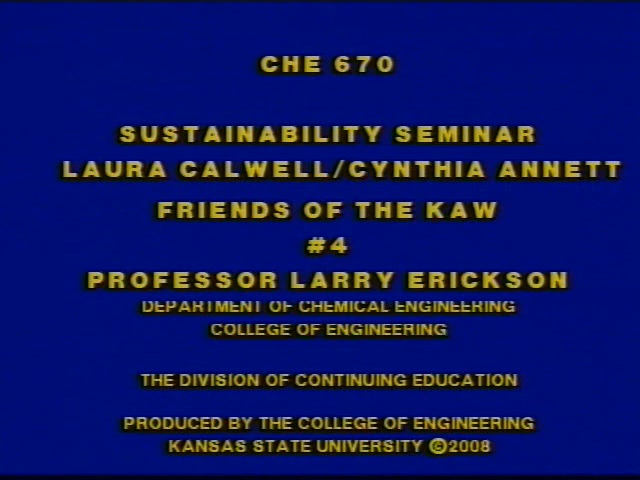 CHE 670
SUSTAINABILITY SEMINAR
LAURA CALWELL/CYNTHIA ANNETT
FRIENDS OF THE KAW
#4
PROFESSOR LARRY ERICKSON
DEPARTMENT OF CHEMICAL ENGINEERING
COLLEGE OF ENGINEERING
THE DIVISION OF CONTINUING EDUCATION
PRODUCED BY THE COLLEGE OF ENGINEERING
KANSAS STATE UNIVERSITY ©2008